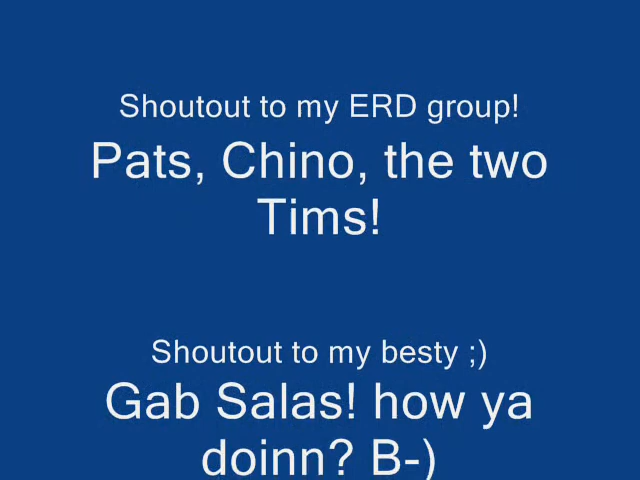 Shoutout to my ERD group!
Pats, Chino, the two
Tims!
Shoutout to my besty ;)
Gab Salas! how ya
doinn? B-)